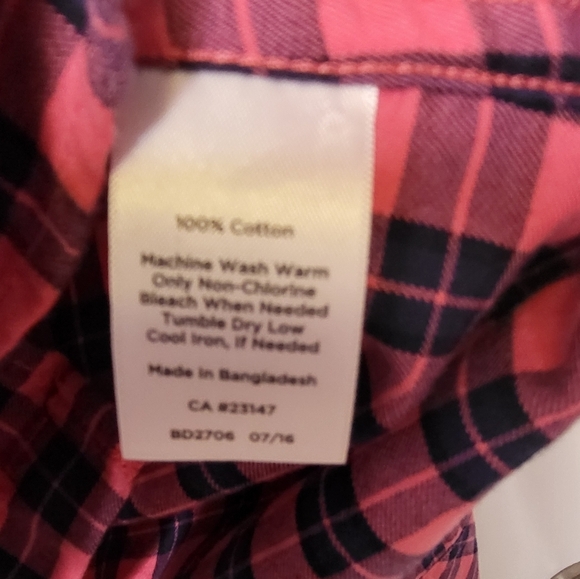 100% Cotton
Machine Wash Warm
Only Non-Chlorine
Bleach When Needed
Tumble Dry Low
Cool Iron, If Needed
Made in Bangladesh
CA #23147
BD2706 07/16